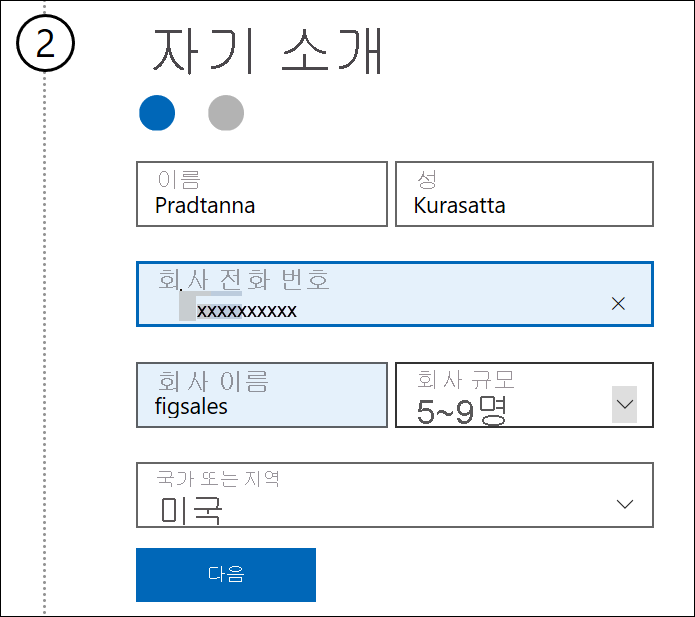 2
자기 소개
이름
Pradtanna
성
Kurasatta
회사 전화 번호
xxxxxxxxxx
회사 이름
figsales
회사 규모
5~9명
국가 또는 지역
미국
다음